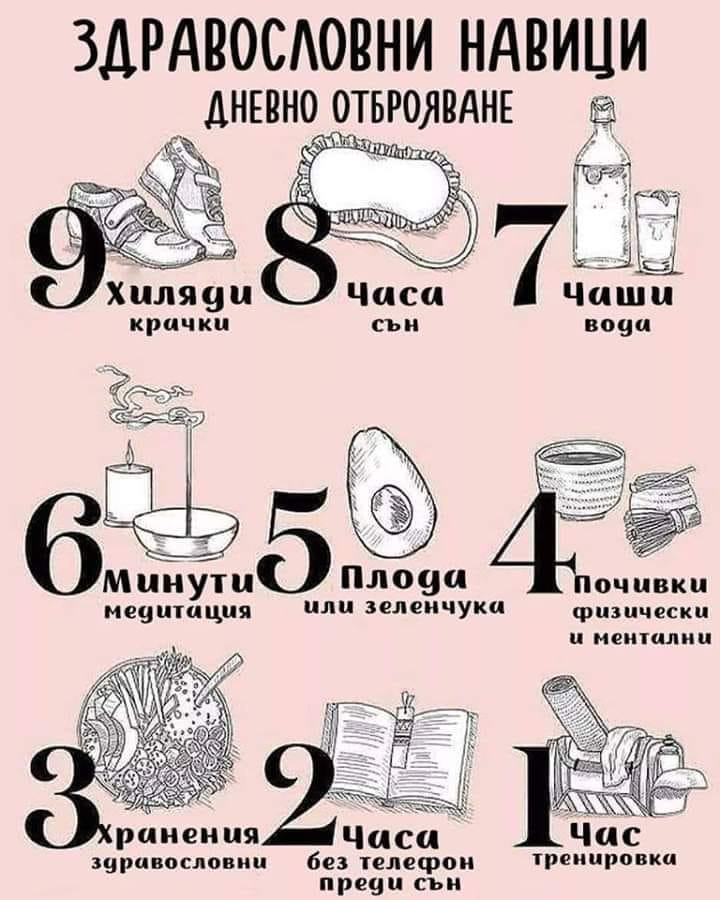 ЗДРАВОСЛОВНИ НАВИЦИ
ДНЕВНО ОТБРОЯВАНЕ
9 Хиляди
крачки
8 Часа
сън
7 Чаши
вода
6 Минути
медитация
5 Плода
или зеленчука
4 Почивки
физически
и ментални
3 Хранения
здравословни
2 Часа
без телефон
преди сън
1 Час
тренировка